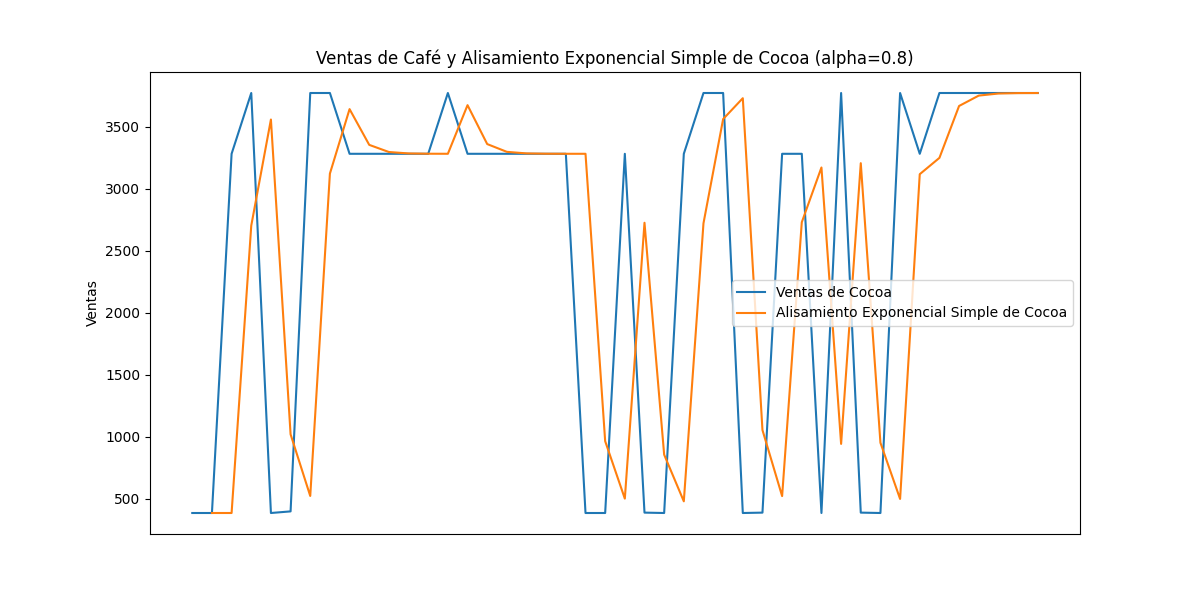 Ventas de Café y Alisamiento Exponencial Simple de Cocoa (alpha=0.8)
3500
3000
2500
2000
1500
1000
500
Ventas
Ventas de Cocoa
Alisamiento Exponencial Simple de Cocoa